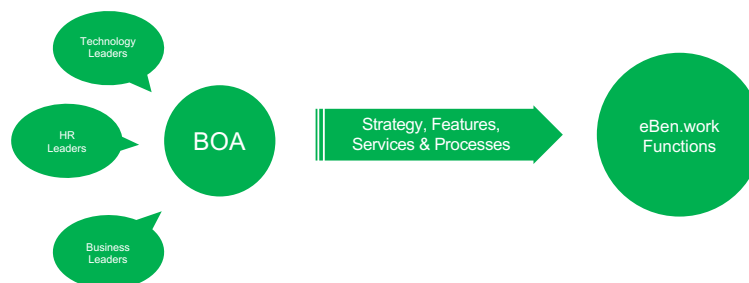 Technology
Leaders
HR
Leaders
BOA
Business
Leaders
Strategy, Features,
Services & Processes
eBen.work
Functions